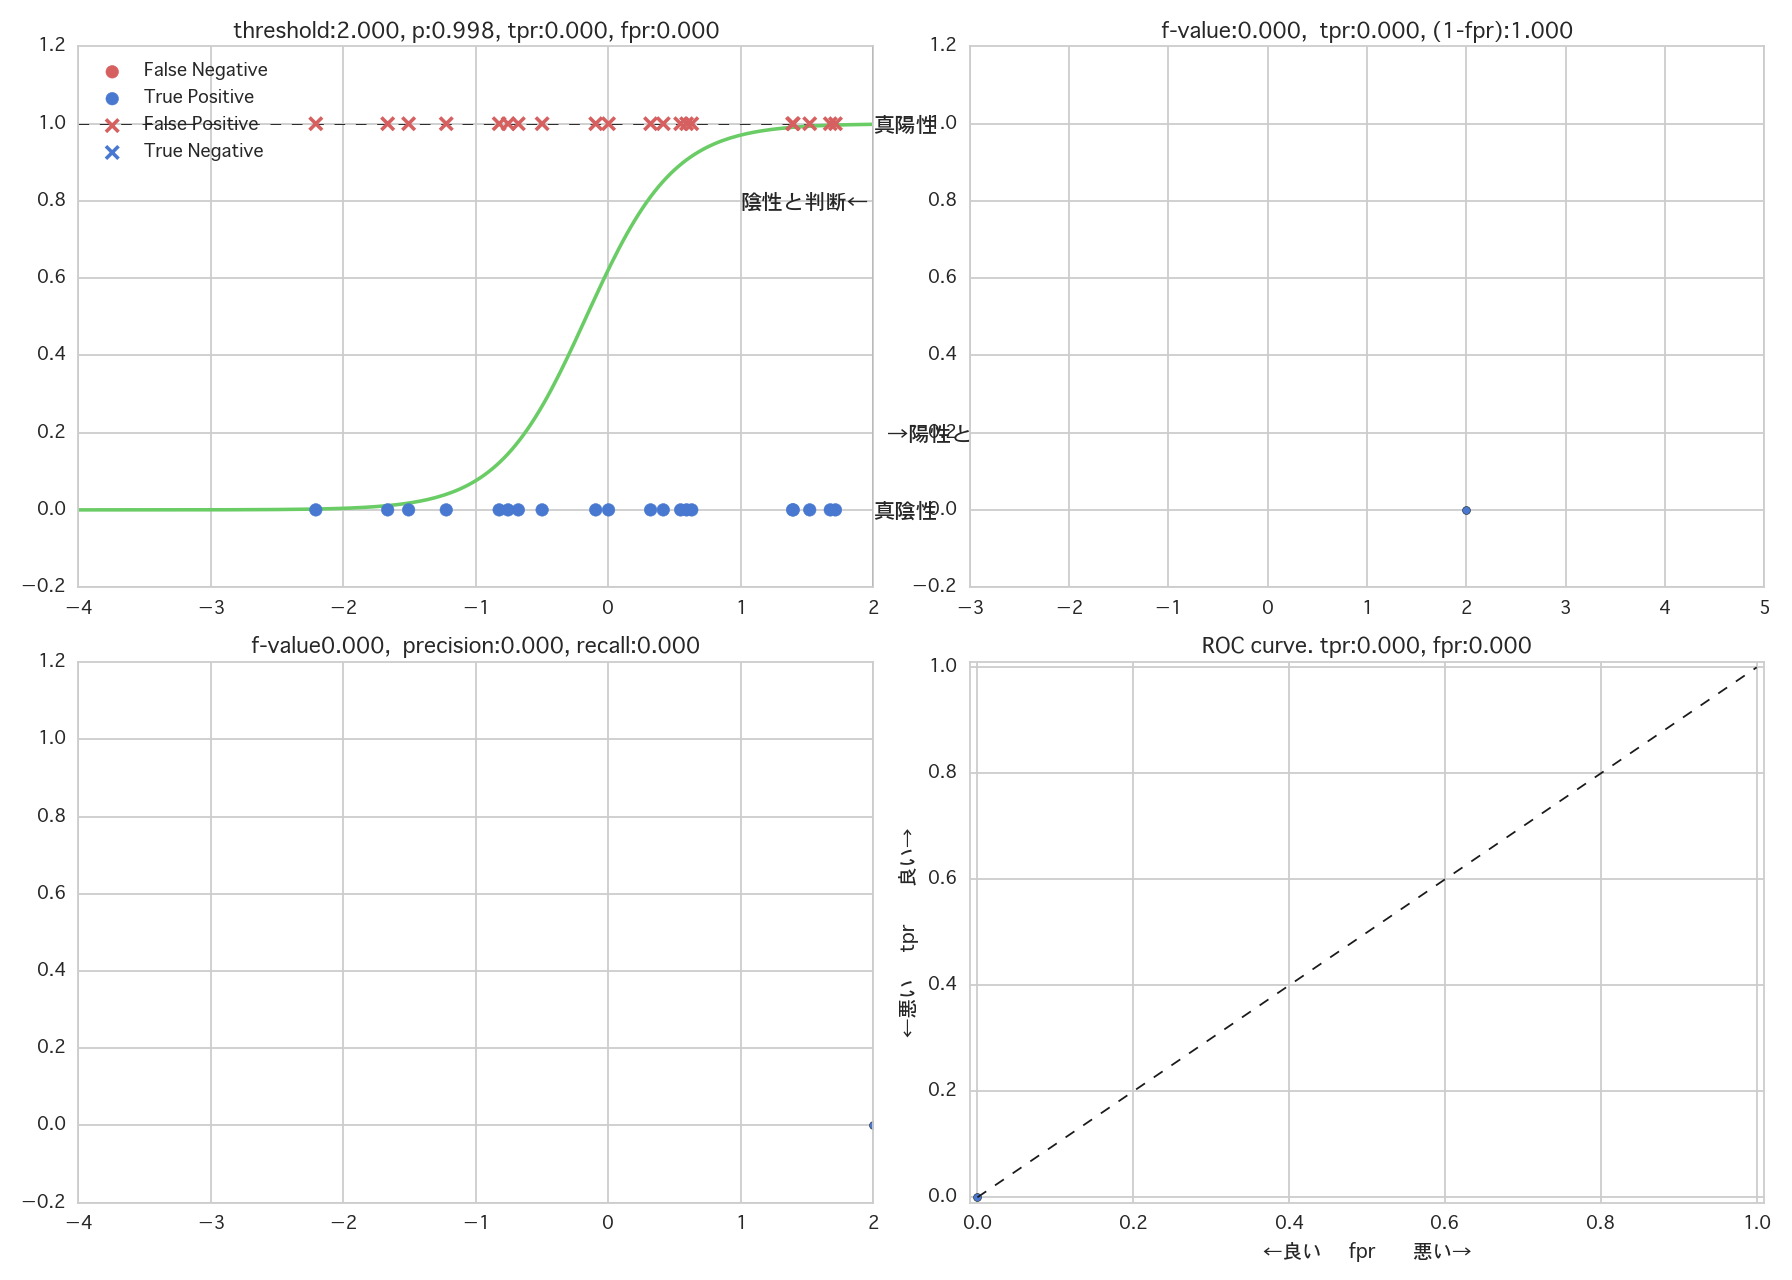 threshold:2.000, p:0.998, tpr:0.000, fpr:0.000
1.2
1.0
0.8
0.6
0.4
0.2
0.0
−0.2
−4 −3 −2 −1 0 1 2
False Negative
True Positive
False Positive
True Negative
真陽性
陰性と判断←
→陽性と
真陰性
f-value:0.000, tpr:0.000, (1-fpr):1.000
1.2
1.0
0.8
0.6
0.4
0.2
0.0
−0.2
−3 −2 −1 0 1 2 3 4 5
f-value0.000, precision:0.000, recall:0.000
1.2
1.0
0.8
0.6
0.4
0.2
0.0
−0.2
−4 −3 −2 −1 0 1 2
ROC curve. tpr:0.000, fpr:0.000
1.0
0.8
0.6
0.4
0.2
0.0
←悪い tpr 良い→
0.0 0.2 0.4 0.6 0.8 1.0
←良い fpr 悪い→